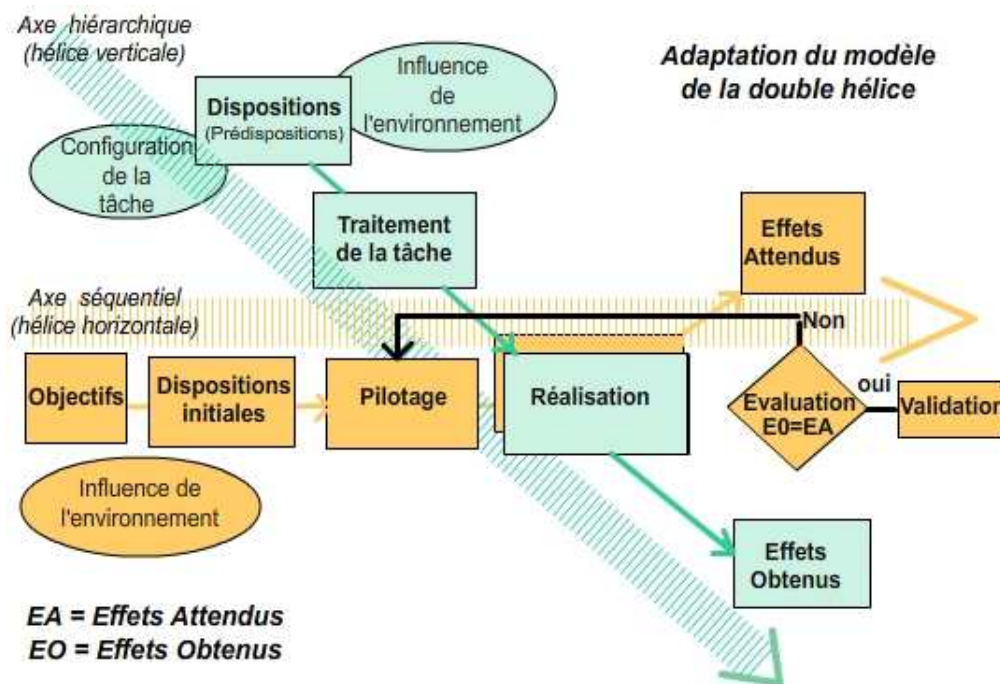 Axe hiérarchique
(hélice verticale)
Adaptation du modèle
de la double hélice
Influence
de
l'environnement
Dispositions
(Prédispositions)
Configuration
de la
tâche
Traitement
de la tâche
Effets
Attendus
Axe séquentiel
(hélice horizontale)
Non
Objectifs
Dispositions
initiales
Pilotage
Réalisation
Evaluation
E0=EA
oui
Validation
Influence de
l'environnement
Effets
Obtenus
EA = Effets Attendus
EO = Effets Obtenus